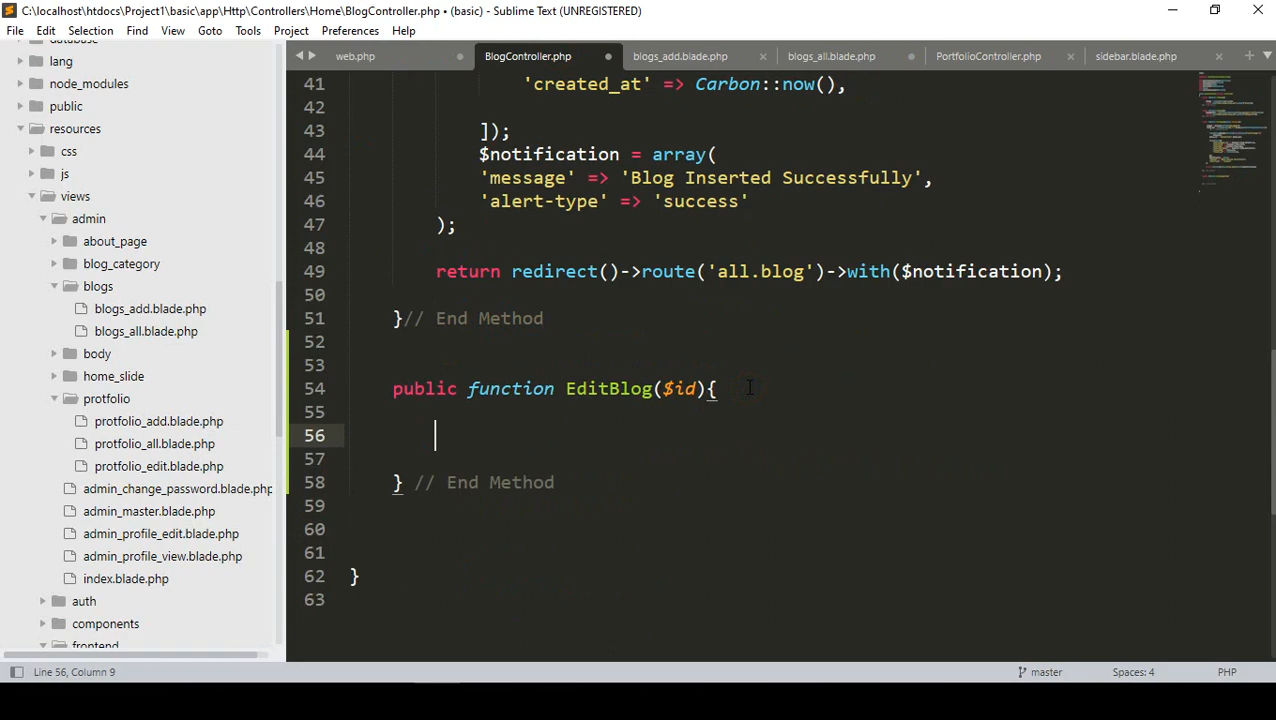 C:\localhost\htdocs\Project1\basic\app\Http\Controllers\Home\BlogController.php • (basic) - Sublime Text (UNREGISTERED)
File Edit Selection Find View Goto Tools Project Preferences Help
web.php BlogController.php blogs_add.blade.php blogs_all.blade.php PortfolioController.php sidebar.blade.php
database
lang
node_modules
public
resources
css
js
views
admin
about_page
blog_category
blogs
blogs_add.blade.php
blogs_all.blade.php
body
home_slide
protfolio
protfolio_add.blade.php
protfolio_all.blade.php
protfolio_edit.blade.php
admin_change_password.blade.php
admin_master.blade.php
admin_profile_edit.blade.php
admin_profile_view.blade.php
index.blade.php
auth
components
frontend
41 'created_at' => Carbon::now(),
42
43 ]);
44 $notification = array(
45 'message' => 'Blog Inserted Successfully',
46 'alert-type' => 'success'
47 );
48
49 return redirect()->route('all.blog')->with($notification);
50
51 }// End Method
52
53
54 public function EditBlog($id){
55
56
57
58 } // End Method
59
60
61
62 }
63
Line 56, Column 9 master Spaces: 4 PHP